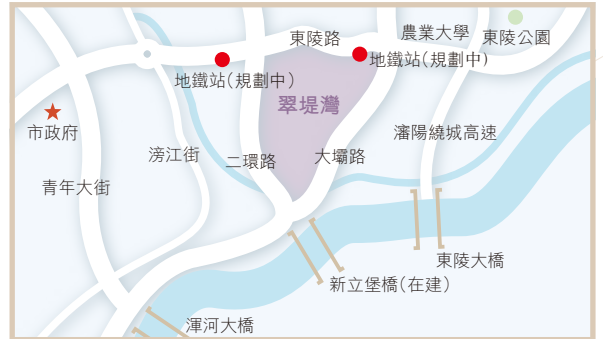 農業大學
東陵公園
東陵路
地鐵站(規劃中)
地鐵站(規劃中)
翠堤灣
市政府
滂江街
二環路
大壩路
瀋陽繞城高速
青年大街
東陵大橋
新立堡橋(在建)
渾河大橋